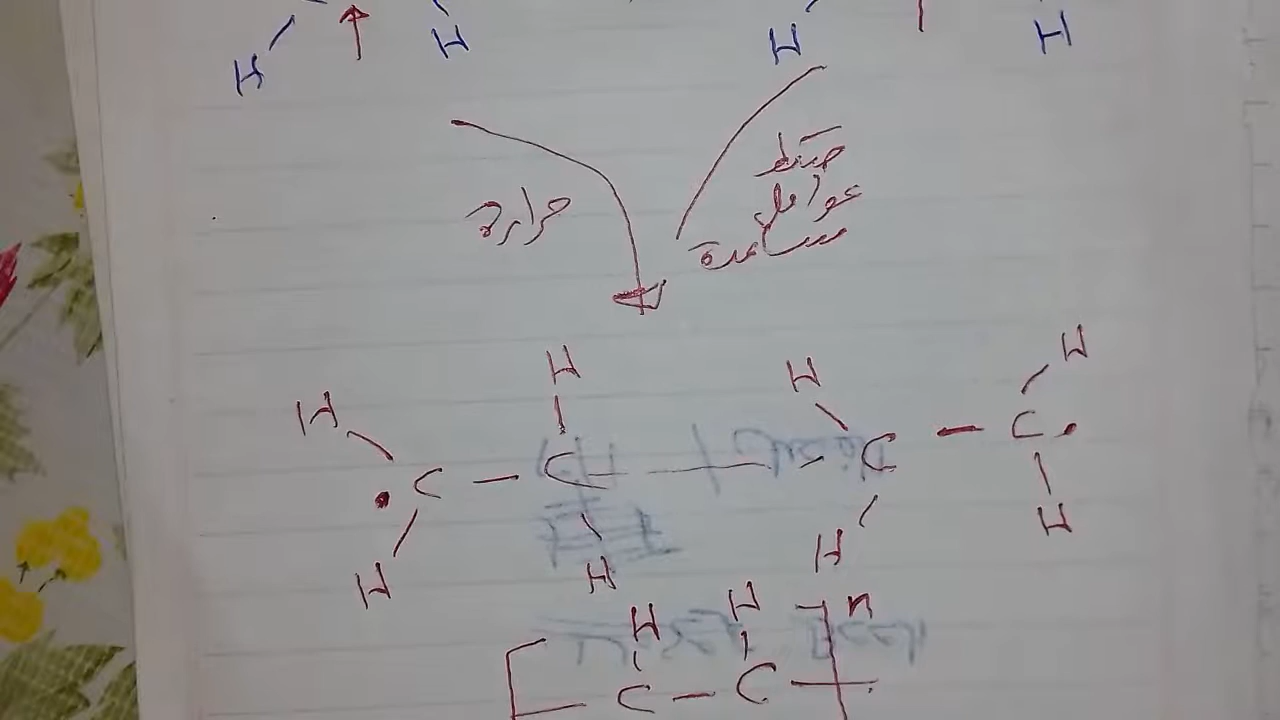 H H H H
ضغط
حرارة عوامل
مساعدة
H H H H
• C — C — C — C •
H H H H
H H n
[ — C — C — ]